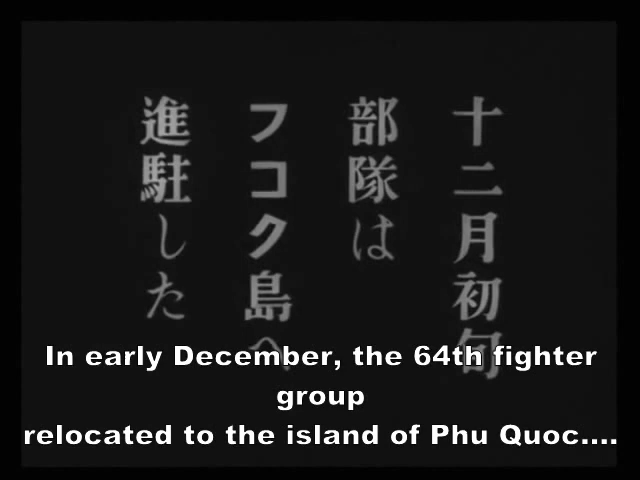 十二月初旬
部隊は
フコク島へ
進駐した
In early December, the 64th fighter
group
relocated to the island of Phu Quoc....